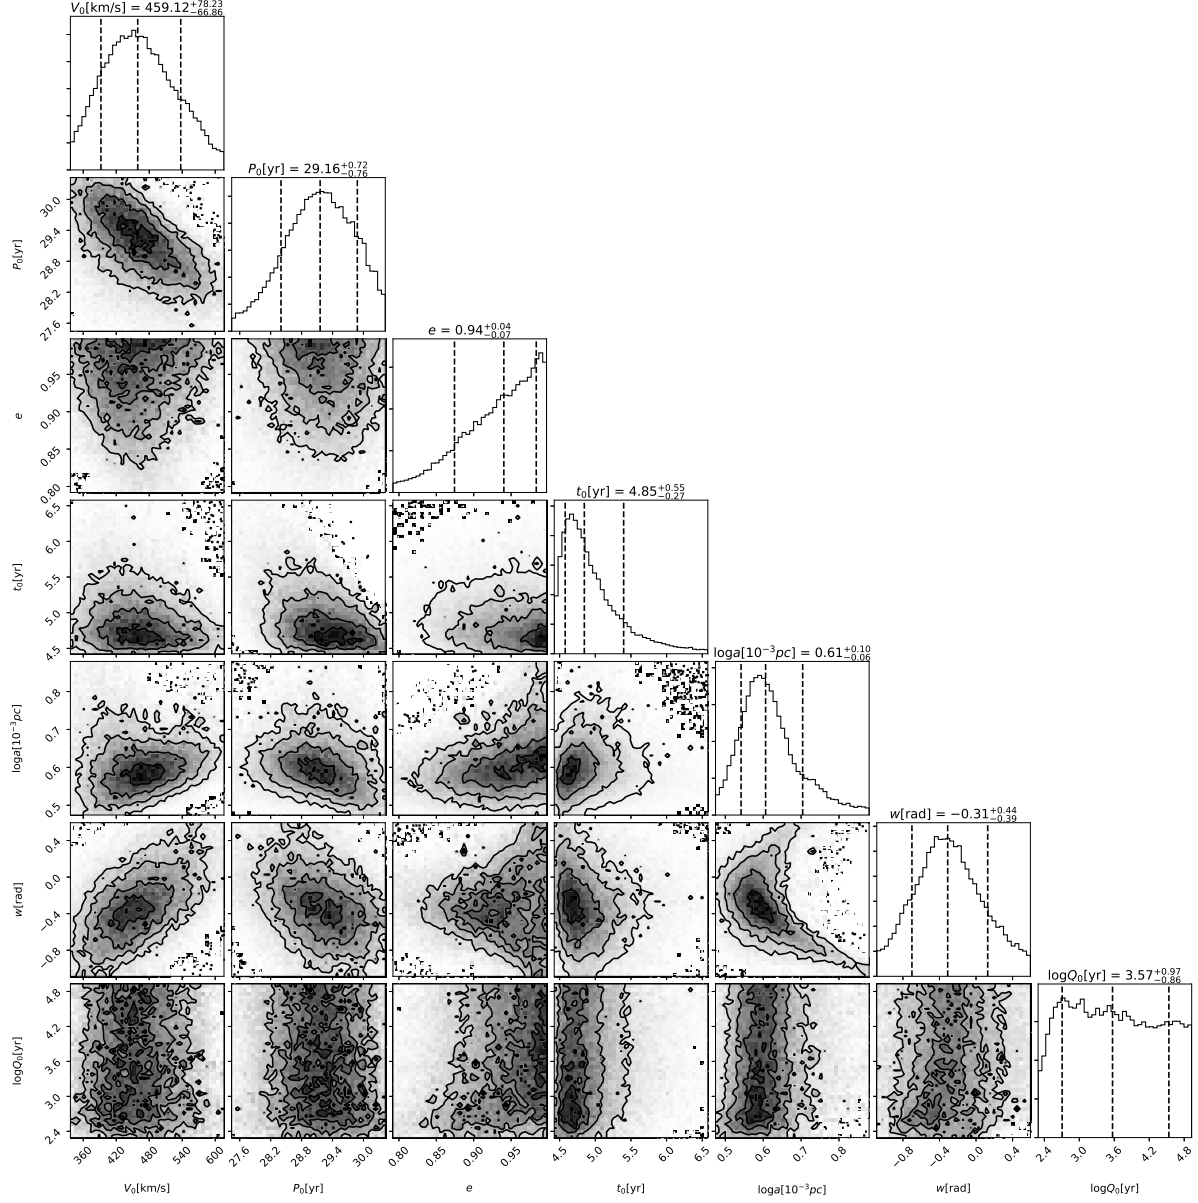 V₀[km/s] = 459.12+78.23 −66.86
P₀[yr] = 29.16+0.72 −0.76
30.0
29.4
28.8
28.2
27.6
P₀[yr]
e = 0.94+0.04 −0.07
0.95
0.90
0.85
0.80
e
t₀[yr] = 4.85+0.55 −0.27
6.5
6.0
5.5
5.0
4.5
t₀[yr]
loga[10⁻³pc] = 0.61+0.10 −0.06
0.8
0.7
0.6
0.5
loga[10⁻³pc]
w[rad] = −0.31+0.44 −0.39
0.4
0.0
−0.4
−0.8
w[rad]
logQ₀[yr] = 3.57+0.97 −0.86
4.8
4.2
3.6
3.0
2.4
logQ₀[yr]
360 420 480 540 600 27.6 28.2 28.8 29.4 30.0 0.80 0.85 0.90 0.95 4.5 5.0 5.5 6.0 6.5 0.5 0.6 0.7 0.8 −0.8 −0.4 0.0 0.4 2.4 3.0 3.6 4.2 4.8
V₀[km/s] P₀[yr] e t₀[yr] loga[10⁻³pc] w[rad] logQ₀[yr]